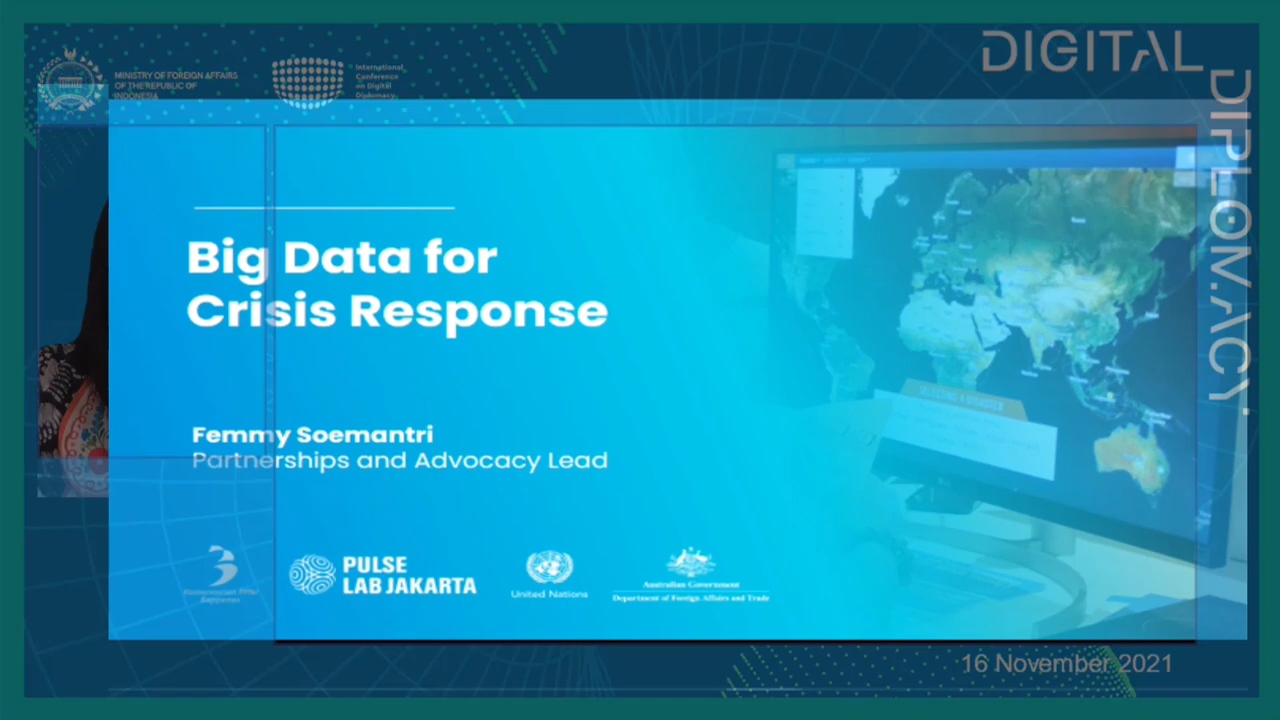 DIGITAL
DIPLOMACY.
MINISTRY OF FOREIGN AFFAIRS
OF THE REPUBLIC OF
INDONESIA
International
Conference
on Digital
Diplomacy
Big Data for
Crisis Response
Femmy Soemantri
Partnerships and Advocacy Lead
PULSE
LAB JAKARTA
United Nations
Australian Government
Department of Foreign Affairs and Trade
16 November 2021